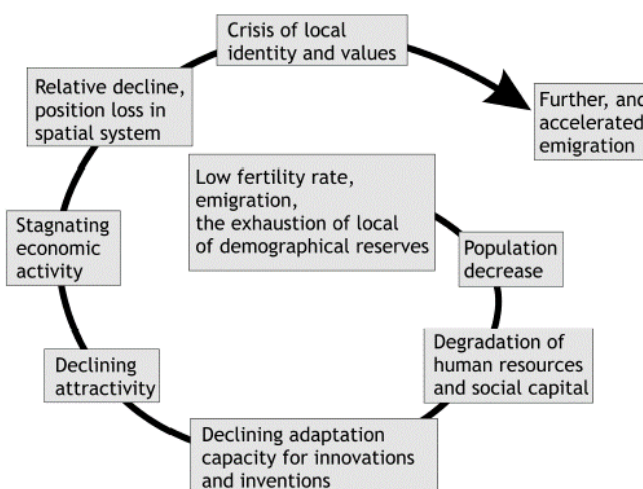 Crisis of local
identity and values
Relative decline,
position loss in
spatial system
Further, and
accelerated
emigration
Low fertility rate,
emigration,
the exhaustion of local
of demographical reserves
Stagnating
economic
activity
Population
decrease
Declining
attractivity
Degradation of
human resources
and social capital
Declining adaptation
capacity for innovations
and inventions